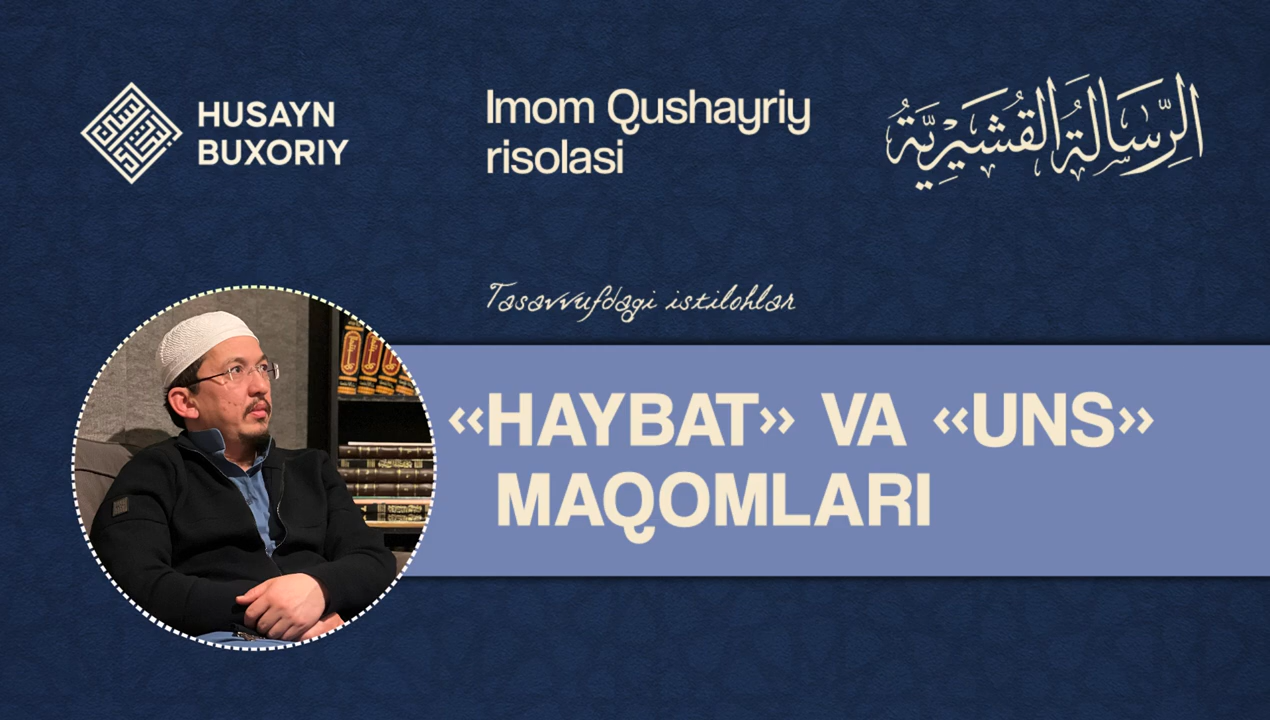 HUSAYN
BUXORIY
Imom Qushayriy
risolasi
الرِّسَالَةُ القُشَيْرِيَّةُ
Tasavvufdagi istilohlar
«HAYBAT» VA «UNS»
MAQOMLARI